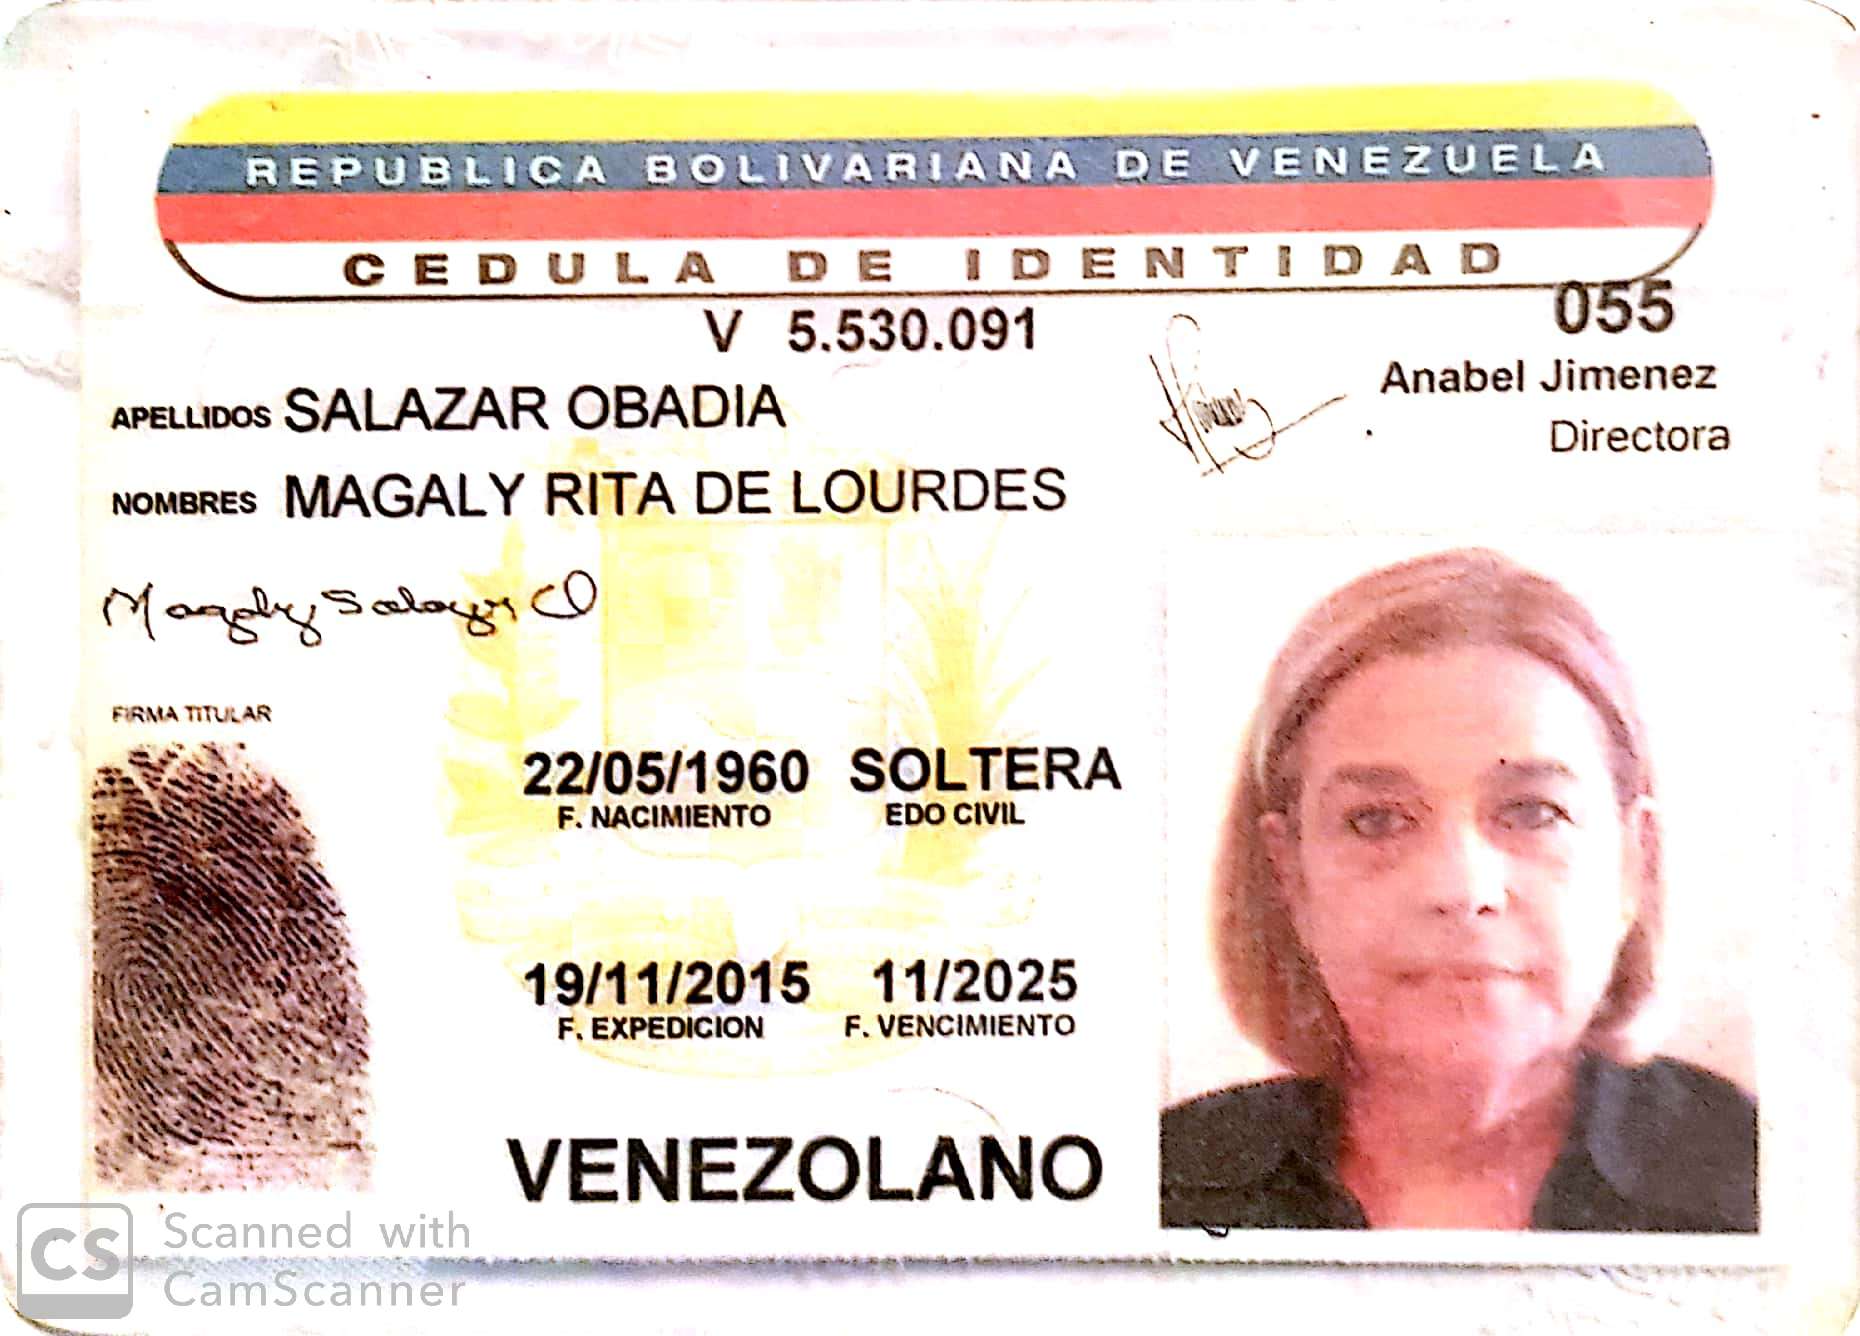 REPUBLICA BOLIVARIANA DE VENEZUELA
CEDULA DE IDENTIDAD
V 5.530.091
055
Anabel Jimenez
Directora
APELLIDOS SALAZAR OBADIA
NOMBRES MAGALY RITA DE LOURDES
Magaly Salazar O
FIRMA TITULAR
22/05/1960 SOLTERA
F. NACIMIENTO EDO CIVIL
19/11/2015 11/2025
F. EXPEDICION F. VENCIMIENTO
VENEZOLANO
CS Scanned with
CamScanner